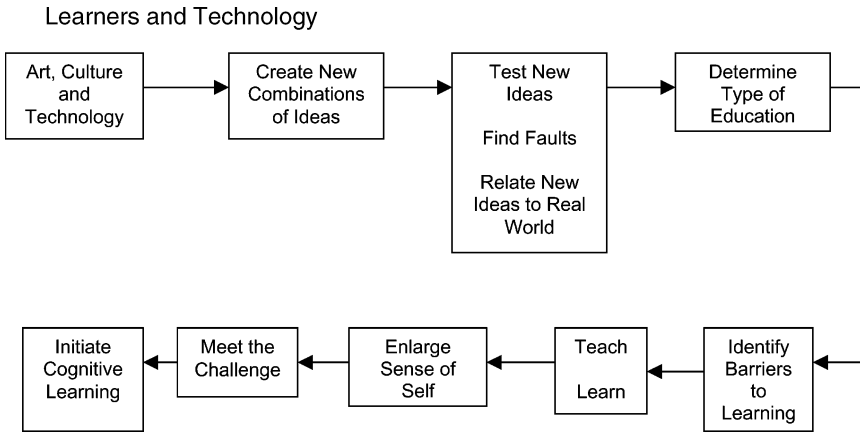 Learners and Technology
Art, Culture
and
Technology
Create New
Combinations
of Ideas
Test New
Ideas
Find Faults
Relate New
Ideas to Real
World
Determine
Type of
Education
Identify
Barriers
to
Learning
Teach
Learn
Enlarge
Sense of
Self
Meet the
Challenge
Initiate
Cognitive
Learning